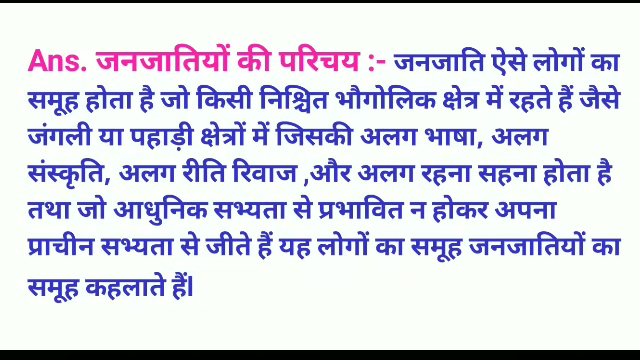 Ans. जनजातियों की परिचय :- जनजाति ऐसे लोगों का
समूह होता है जो किसी निश्चित भौगोलिक क्षेत्र में रहते हैं जैसे
जंगली या पहाड़ी क्षेत्रों में जिसकी अलग भाषा, अलग
संस्कृति, अलग रीति रिवाज ,और अलग रहना सहना होता है
तथा जो आधुनिक सभ्यता से प्रभावित न होकर अपना
प्राचीन सभ्यता से जीते हैं यह लोगों का समूह जनजातियों का
समूह कहलाते हैं।